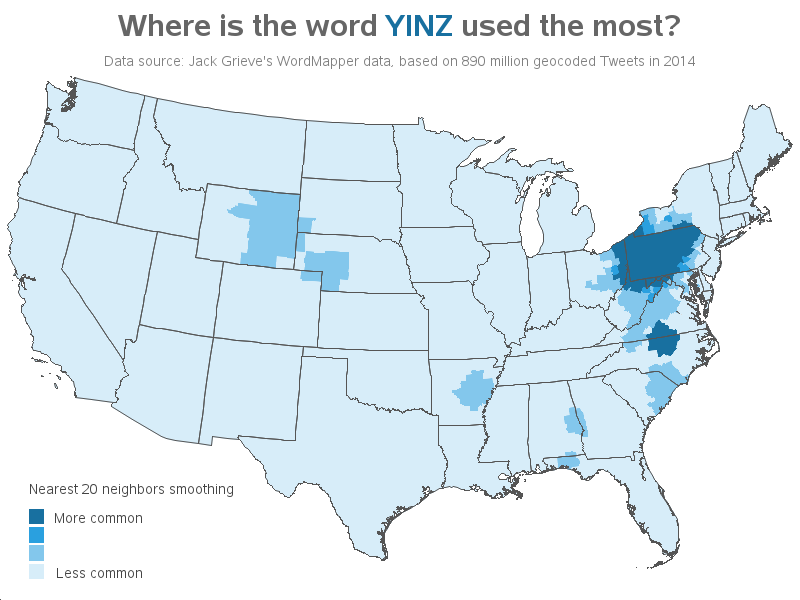 Where is the word YINZ used the most?
Data source: Jack Grieve's WordMapper data, based on 890 million geocoded Tweets in 2014
Nearest 20 neighbors smoothing
More common
Less common